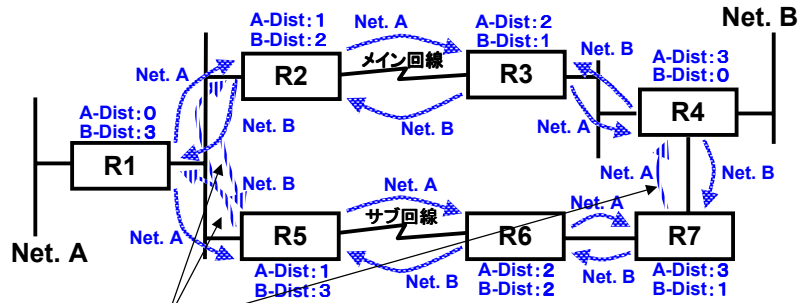 Net. B
A-Dist:1
B-Dist:2
Net. A
メイン回線
A-Dist:2
B-Dist:1
Net. B
A-Dist:3
B-Dist:0
Net. A
R2
R3
R4
A-Dist:0
B-Dist:3
Net. B
Net. A
R1
Net. B
Net. A
Net. A
Net. B
Net. A
サブ回線
Net. A
R5
R6
R7
Net. A
A-Dist:1
B-Dist:3
Net. B
A-Dist:2
B-Dist:2
Net. B
A-Dist:3
B-Dist:1